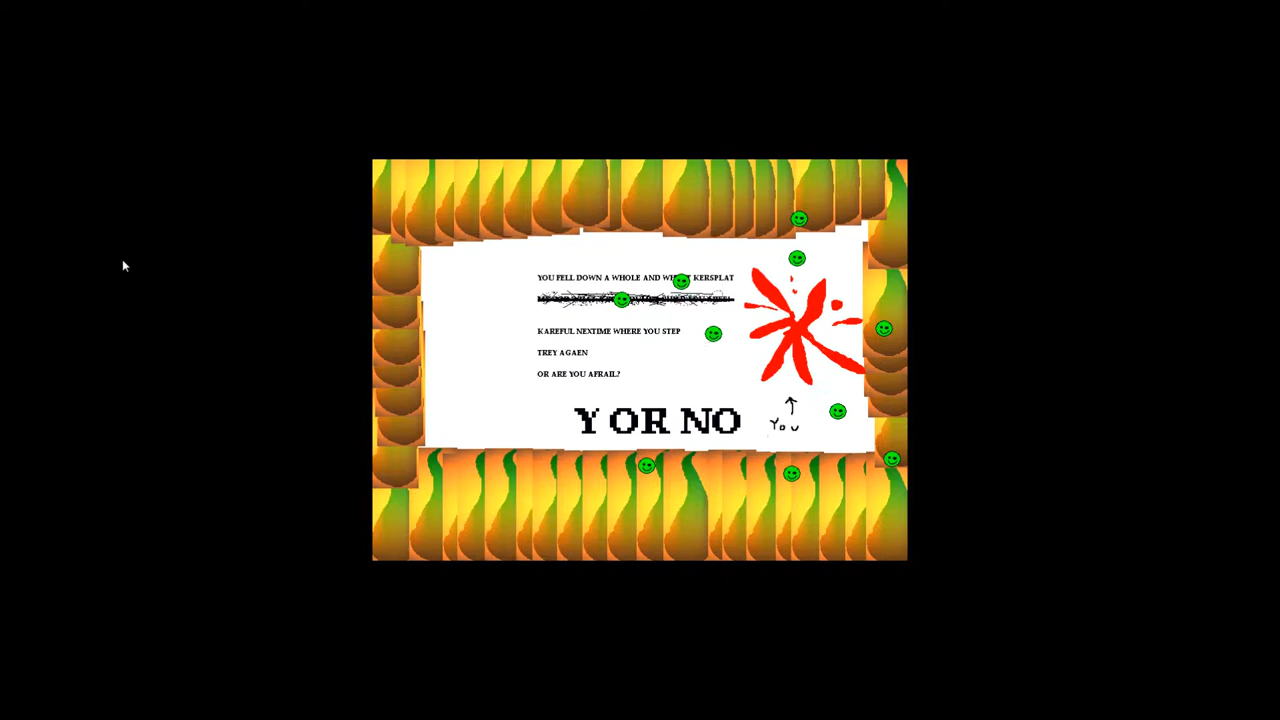 YOU FELL DOWN A WHOLE AND KERSPLAT
KAREFUL NEXTIME WHERE YOU STEP
TREY AGAEN
OR ARE YOU AFRAIL?
Y OR NO
YOU